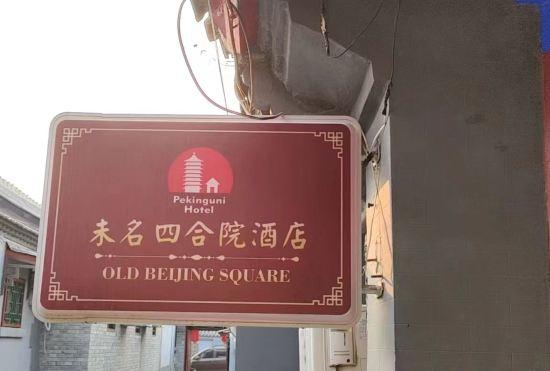 Pekinguni
Hotel
未名四合院酒店
OLD BEIJING SQUARE